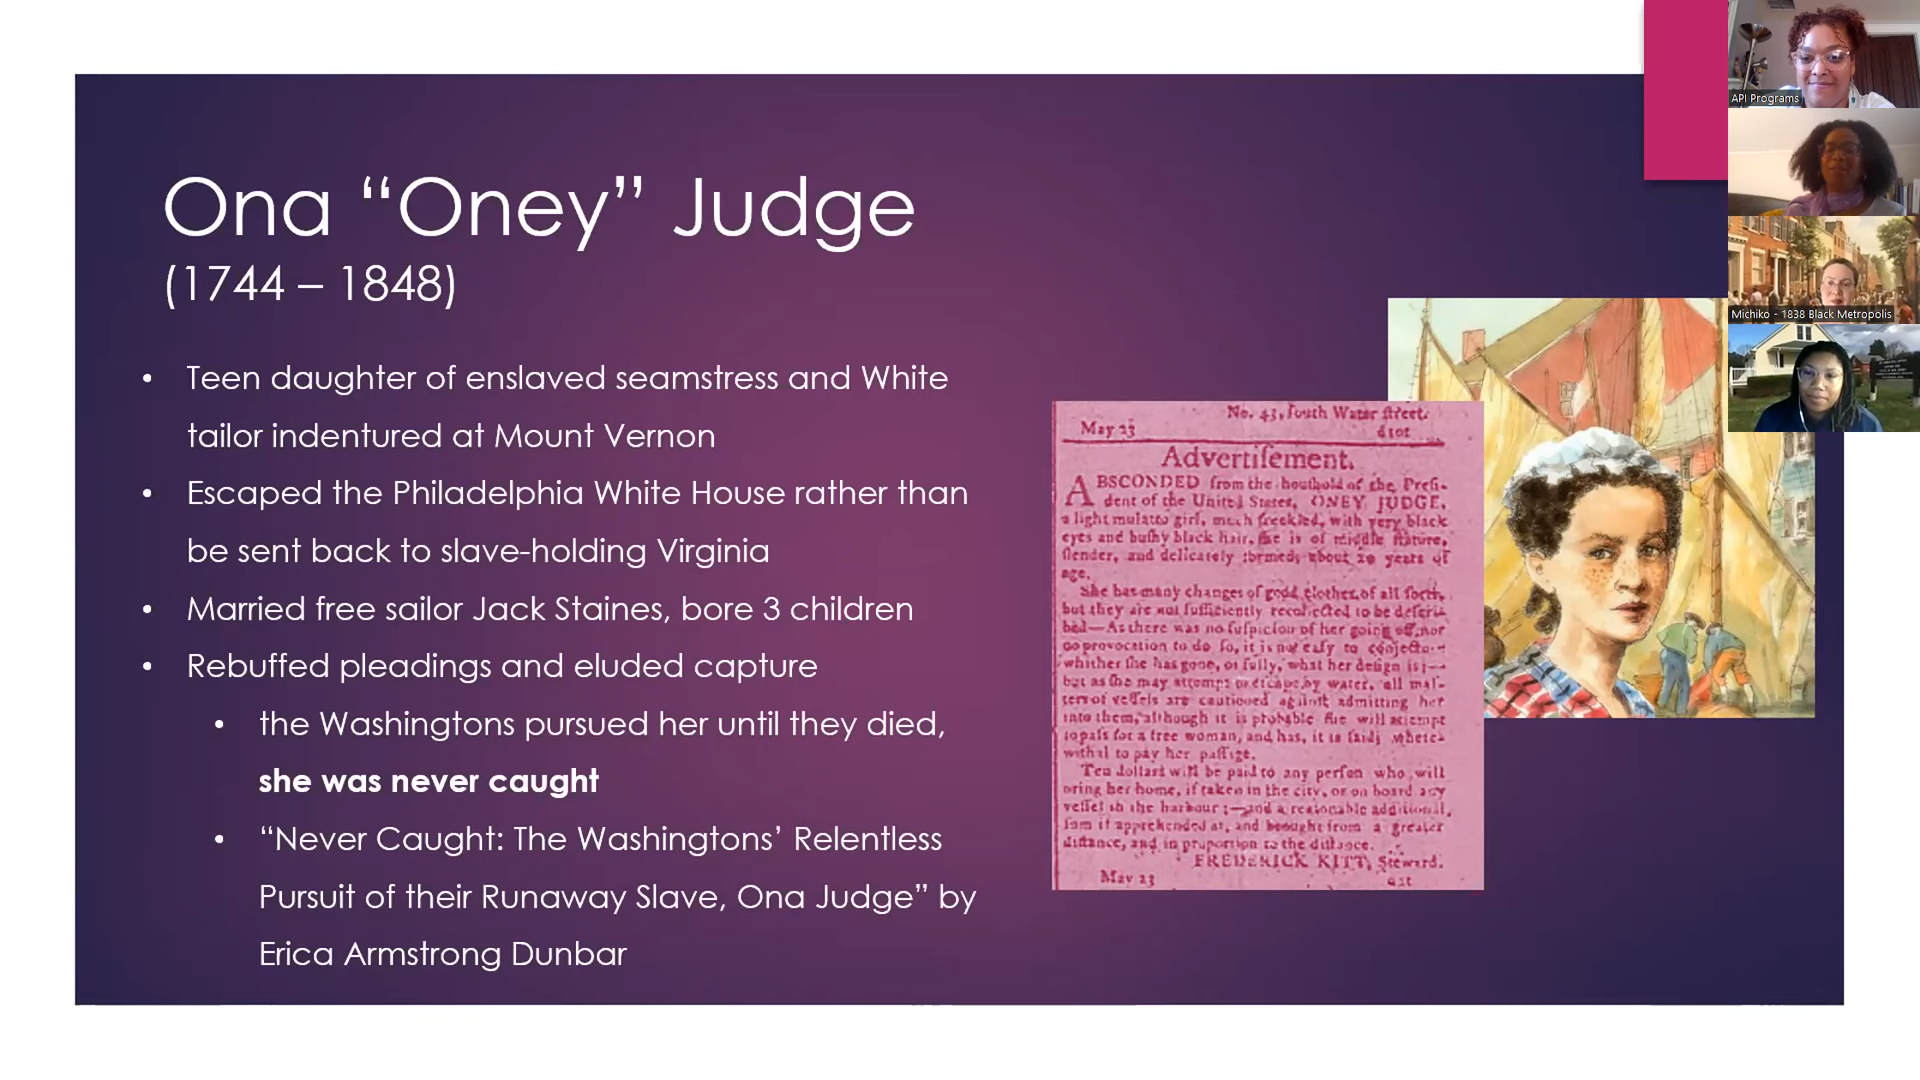 Ona “Oney” Judge
(1744 – 1848)
• Teen daughter of enslaved seamstress and White
tailor indentured at Mount Vernon
• Escaped the Philadelphia White House rather than
be sent back to slave-holding Virginia
• Married free sailor Jack Staines, bore 3 children
• Rebuffed pleadings and eluded capture
• the Washingtons pursued her until they died,
she was never caught
• “Never Caught: The Washingtons’ Relentless
Pursuit of their Runaway Slave, Ona Judge” by
Erica Armstrong Dunbar
No. 43, ſouth Water ſtreet.
May 23
Advertiſement.
ABSCONDED from the houſhold of the Preſi-
dent of the United States, ONEY JUDGE,
a light mulatto girl, much freckled, with very black
eyes and buſhy black hair, ſhe is of middle ſtature,
ſlender, and delicately formed, about 20 years of
age.
She has many changes of good clothes of all ſorts,
but they are not ſufficiently recollected to be deſcri-
bed—As there was no ſuſpicion of her going off, nor
no provocation to do ſo, it is not eaſy to conjecture
whither ſhe has gone, or fully, what her deſign is;—
but as ſhe may attempt to eſcape by water, all maſ-
ters of veſſels are cautioned againſt admitting her
into them, although it is probable ſhe will attempt
to paſs for a free woman, and has, it is ſaid, where-
withal to pay her paſſage.
Ten dollars will be paid to any perſon who will
bring her home, if taken in the city, or on board any
veſſel in the harbour;—and a reaſonable additional
ſum if apprehended at, and brought from a greater
diſtance, and in proportion to the diſtance.
FREDERICK KITT, Steward.
May 23
API Programs
Michiko - 1838 Black Metropolis